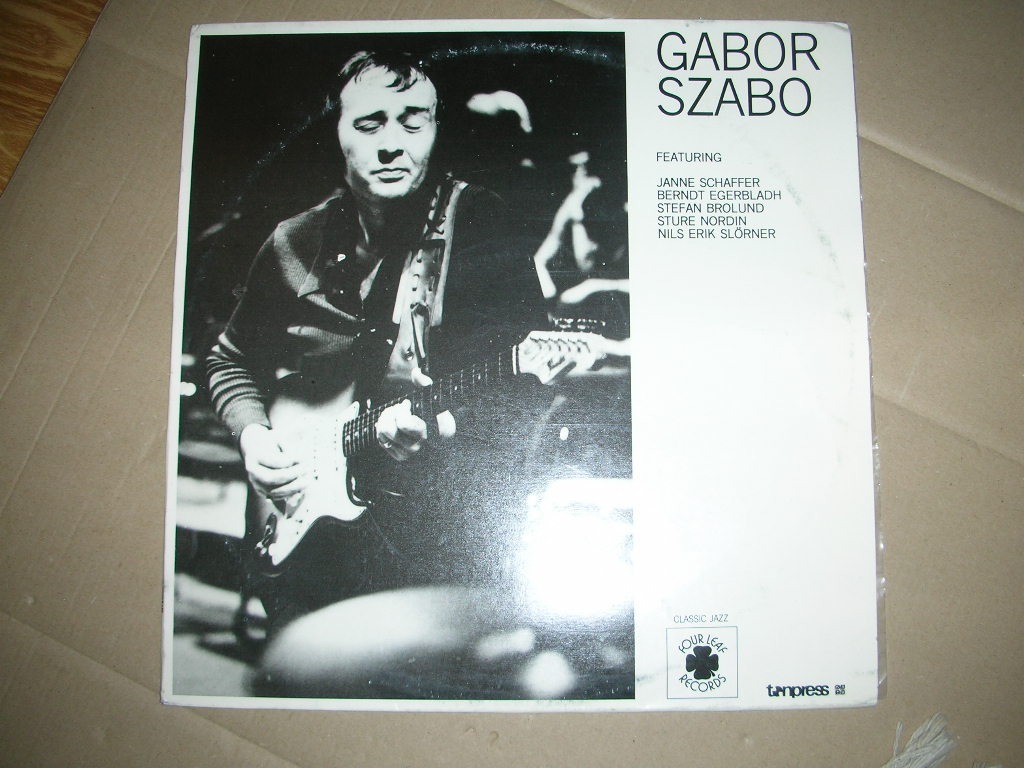 GABOR
SZABO
FEATURING
JANNE SCHAFFER
BERNDT EGERBLADH
STEFAN BROLUND
STURE NORDIN
NILS ERIK SLÖRNER
CLASSIC JAZZ
FOUR LEAF
RECORDS
tonpress